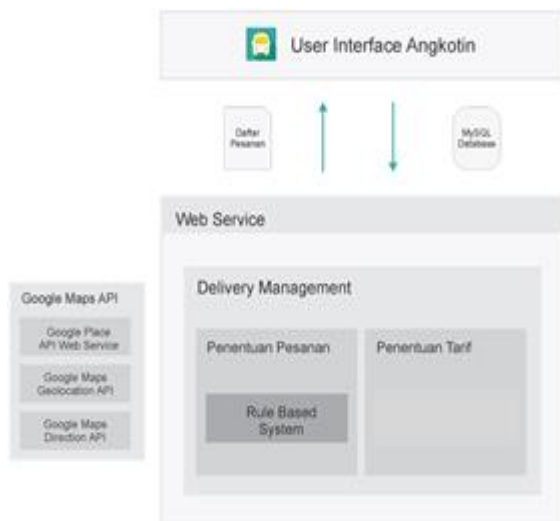 User Interface Angkotin
Daftar
Pesanan
MySQL
Database
Web Service
Google Maps API
Google Place
API Web Service
Google Maps
Geolocation API
Google Maps
Direction API
Delivery Management
Penentuan Pesanan
Rule Based
System
Penentuan Tarif